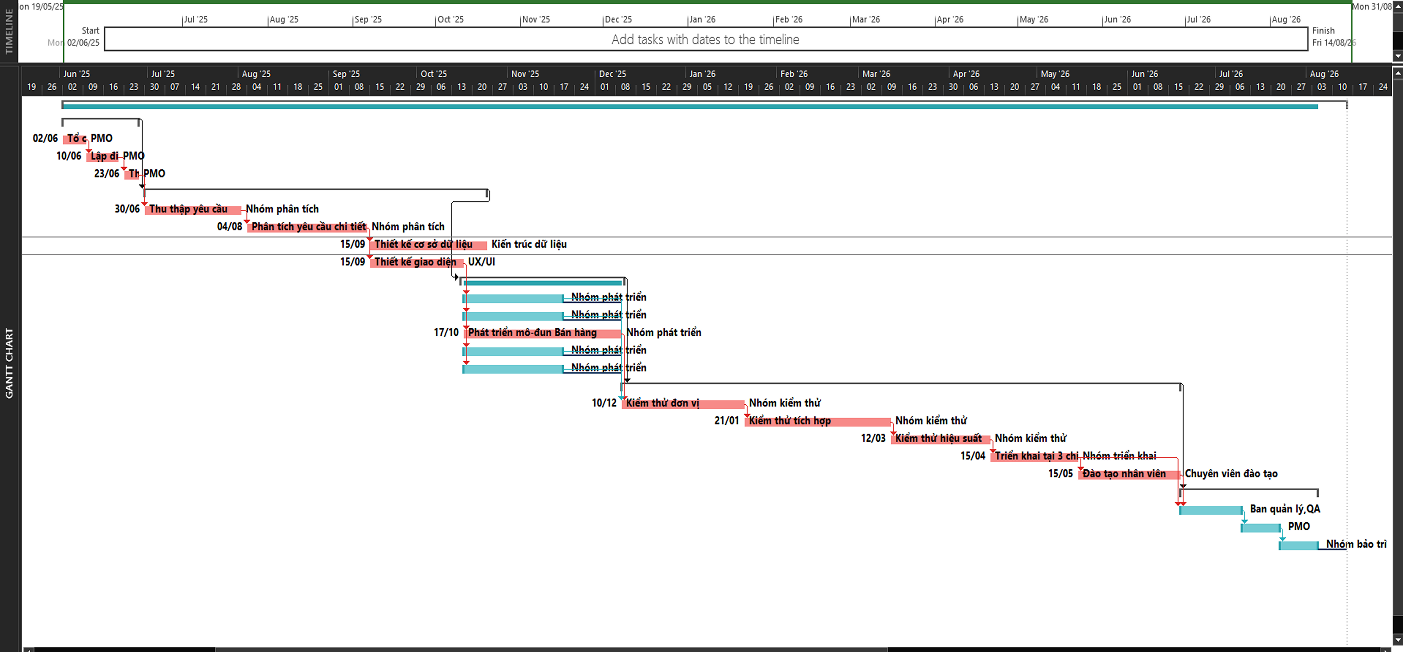 TIMELINE
on 19/05/25
Mon 31/08
Jul '25 Aug '25 Sep '25 Oct '25 Nov '25 Dec '25 Jan '26 Feb '26 Mar '26 Apr '26 May '26 Jun '26 Jul '26 Aug '26
Start
Mon 02/06/25
Add tasks with dates to the timeline
Finish
Fri 14/08/26
GANTT CHART
Jun '25 Jul '25 Aug '25 Sep '25 Oct '25 Nov '25 Dec '25 Jan '26 Feb '26 Mar '26 Apr '26 May '26 Jun '26 Jul '26 Aug '26
19 26 02 09 16 23 30 07 14 21 28 04 11 18 25 01 08 15 22 29 06 13 20 27 03 10 17 24 01 08 15 22 29 05 12 19 26 02 09 16 23 02 09 16 23 30 06 13 20 27 04 11 18 25 01 08 15 22 29 06 13 20 27 03 10 17 24
02/06 Tổ c PMO
10/06 Lập đi PMO
23/06 Th PMO
30/06 Thu thập yêu cầu Nhóm phân tích
04/08 Phân tích yêu cầu chi tiết Nhóm phân tích
15/09 Thiết kế cơ sở dữ liệu Kiến trúc dữ liệu
15/09 Thiết kế giao diện UX/UI
Nhóm phát triển
Nhóm phát triển
17/10 Phát triển mô-đun Bán hàng Nhóm phát triển
Nhóm phát triển
Nhóm phát triển
10/12 Kiểm thử đơn vị Nhóm kiểm thử
21/01 Kiểm thử tích hợp Nhóm kiểm thử
12/03 Kiểm thử hiệu suất Nhóm kiểm thử
15/04 Triển khai tại 3 chi Nhóm triển khai
15/05 Đào tạo nhân viên Chuyên viên đào tạo
Ban quản lý,QA
PMO
Nhóm bảo trì